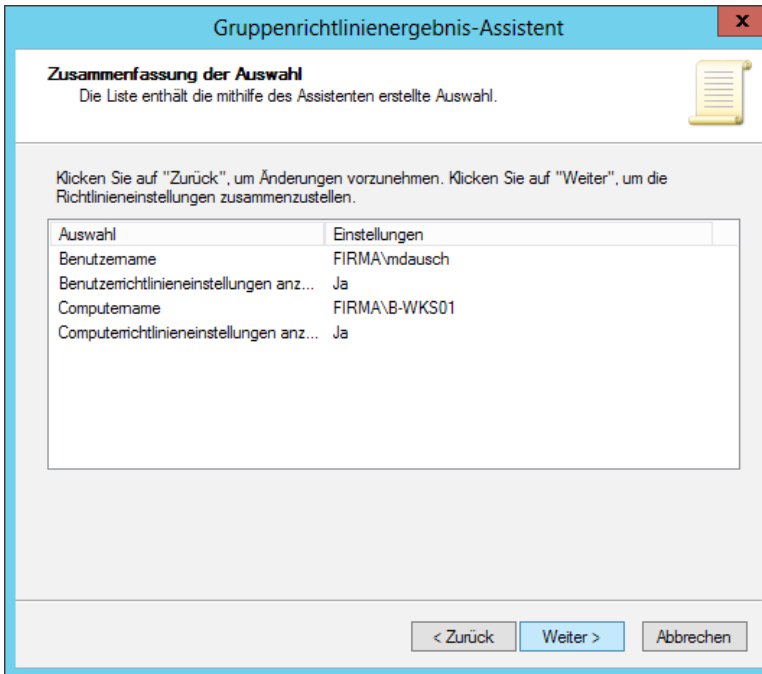 Gruppenrichtlinienergebnis-Assistent
x
Zusammenfassung der Auswahl
Die Liste enthält die mithilfe des Assistenten erstellte Auswahl.
Klicken Sie auf "Zurück", um Änderungen vorzunehmen. Klicken Sie auf "Weiter", um die
Richtlinieneinstellungen zusammenzustellen.
Auswahl Einstellungen
Benutzername FIRMA\mdausch
Benutzerrichtlinieneinstellungen anz... Ja
Computername FIRMA\B-WKS01
Computerrichtlinieneinstellungen anz... Ja
< Zurück Weiter > Abbrechen